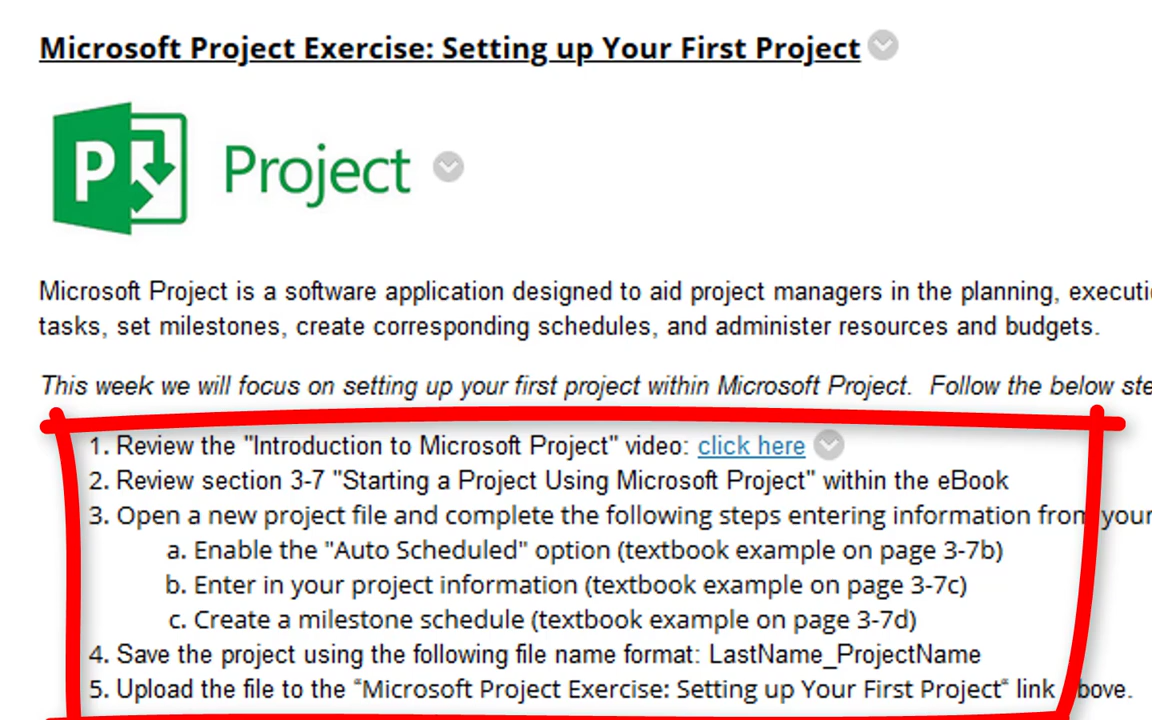 Microsoft Project Exercise: Setting up Your First Project
P Project
Microsoft Project is a software application designed to aid project managers in the planning,
tasks, set milestones, create corresponding schedules, and administer resources and budgets.
This week we will focus on setting up your first project within Microsoft Project. Follow the below
1. Review the "Introduction to Microsoft Project" video: click here
2. Review section 3-7 "Starting a Project Using Microsoft Project" within the eBook
3. Open a new project file and complete the following steps entering information from your
a. Enable the "Auto Scheduled" option (textbook example on page 3-7b)
b. Enter in your project information (textbook example on page 3-7c)
c. Create a milestone schedule (textbook example on page 3-7d)
4. Save the project using the following file name format: LastName_ProjectName
5. Upload the file to the “Microsoft Project Exercise: Setting up Your First Project“ link above.